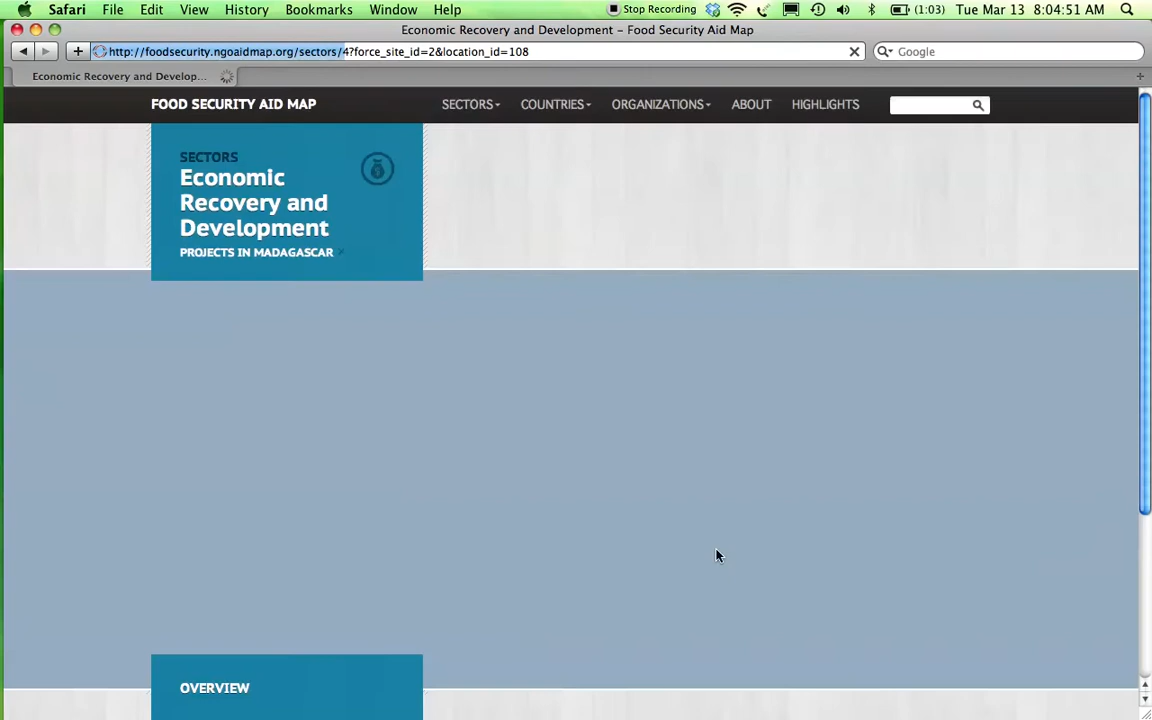 Safari File Edit View History Bookmarks Window Help Stop Recording (1:03) Tue Mar 13 8:04:51 AM
Economic Recovery and Development – Food Security Aid Map
http://foodsecurity.ngoaidmap.org/sectors/4?force_site_id=2&location_id=108 Google
Economic Recovery and Develop...
FOOD SECURITY AID MAP SECTORS COUNTRIES ORGANIZATIONS ABOUT HIGHLIGHTS
SECTORS
Economic
Recovery and
Development
PROJECTS IN MADAGASCAR
OVERVIEW